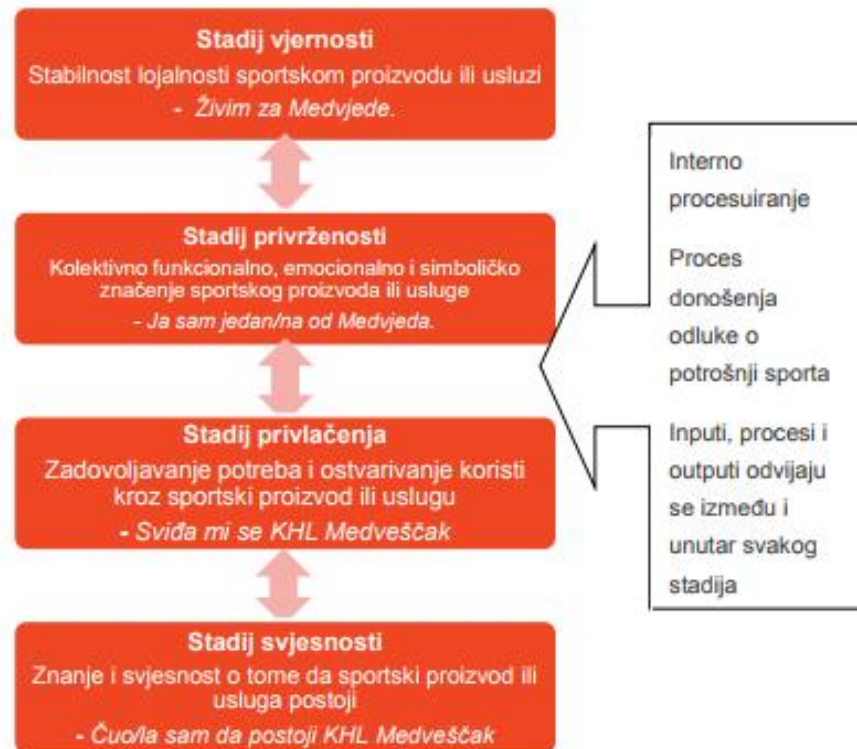 Stadij vjernosti
Stabilnost lojalnosti sportskom proizvodu ili usluzi
- Živim za Medvjede.
Stadij privrženosti
Kolektivno funkcionalno, emocionalno i simboličko
značenje sportskog proizvoda ili usluge
- Ja sam jedan/na od Medvjeda.
Stadij privlačenja
Zadovoljavanje potreba i ostvarivanje koristi
kroz sportski proizvod ili uslugu
- Sviđa mi se KHL Medveščak
Stadij svjesnosti
Znanje i svjesnost o tome da sportski proizvod ili
usluga postoji
- Čuo/la sam da postoji KHL Medveščak
Interno
procesuiranje
Proces
donošenja
odluke o
potrošnji sporta
Inputi, procesi i
outputi odvijaju
se između i
unutar svakog
stadija